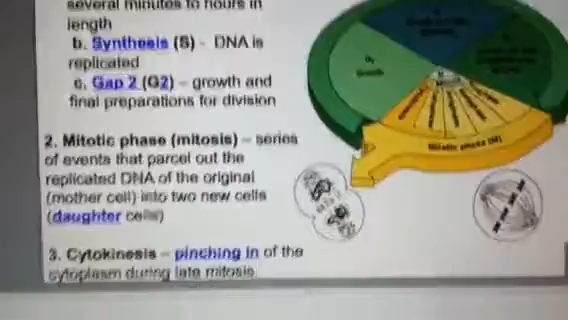 several minutes to hours in
length
b. Synthesis (S) - DNA is
replicated
c. Gap 2 (G2) – growth and
final preparations for division
2. Mitotic phase (mitosis) – series
of events that parcel out the
replicated DNA of the original
(mother cell) into two new cells
(daughter cells)
3. Cytokinesis – pinching in of the
cytoplasm during late mitosis
G₁
Growth
Mitotic phase (M)